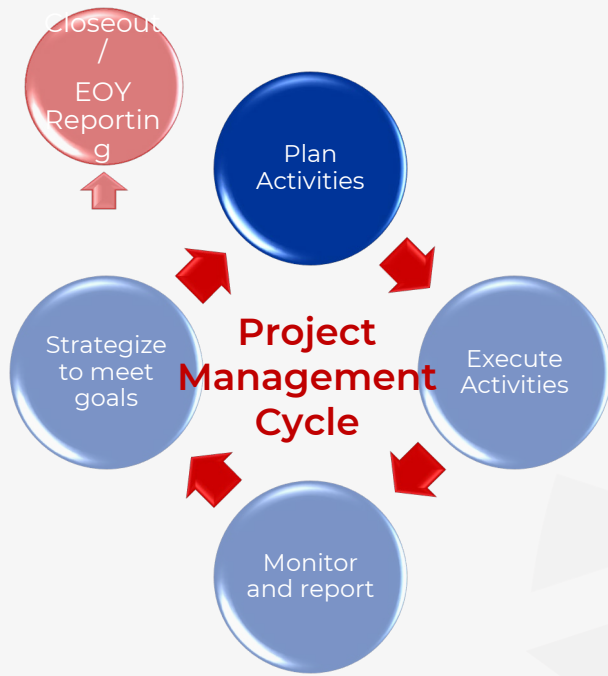 Closeout
/
EOY
Reportin
g
Plan
Activities
Execute
Activities
Monitor
and report
Strategize
to meet
goals
Project
Management
Cycle